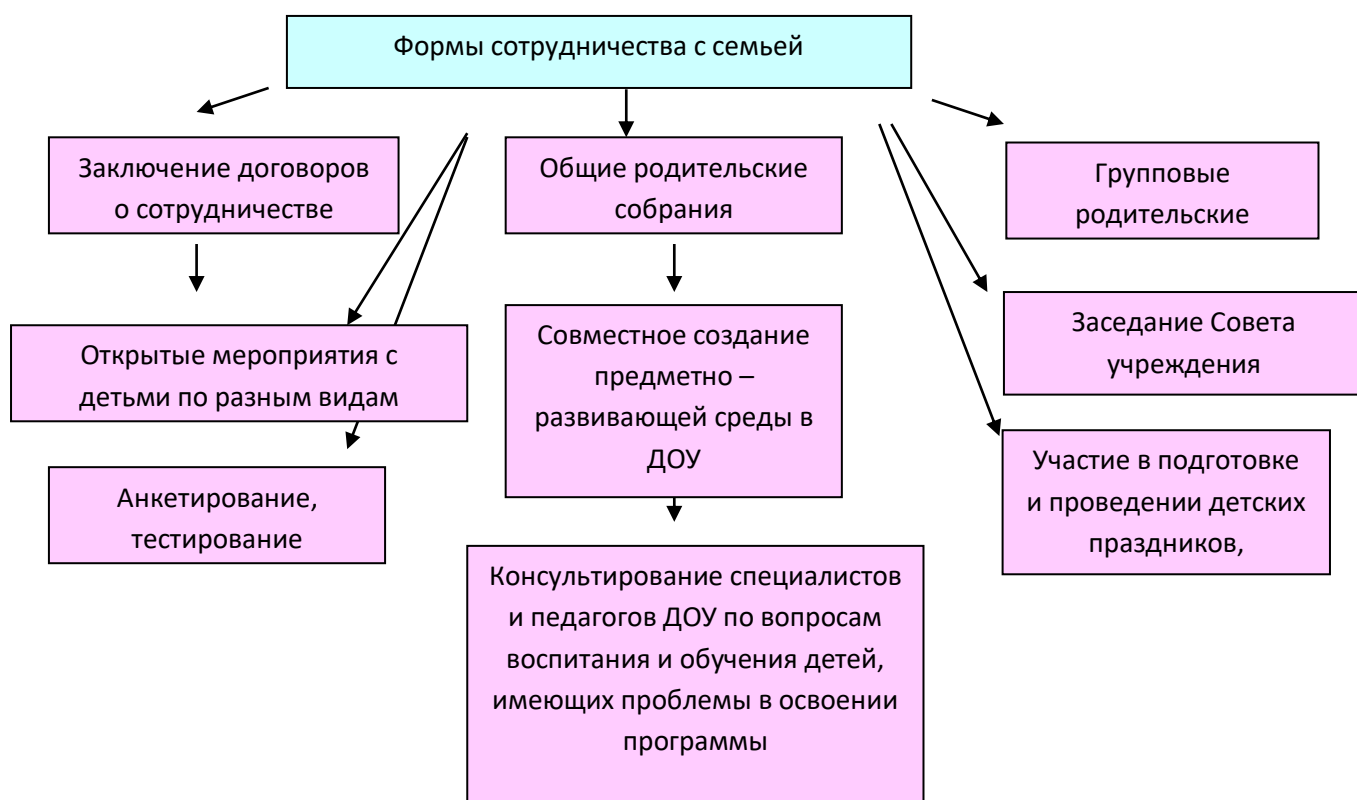 Формы сотрудничества с семьей
Заключение договоров
о сотрудничестве
Общие родительские
собрания
Групповые
родительские
Открытые мероприятия с
детьми по разным видам
Совместное создание
предметно –
развивающей среды в
ДОУ
Заседание Совета
учреждения
Анкетирование,
тестирование
Участие в подготовке
и проведении детских
праздников,
Консультирование специалистов
и педагогов ДОУ по вопросам
воспитания и обучения детей,
имеющих проблемы в освоении
программы